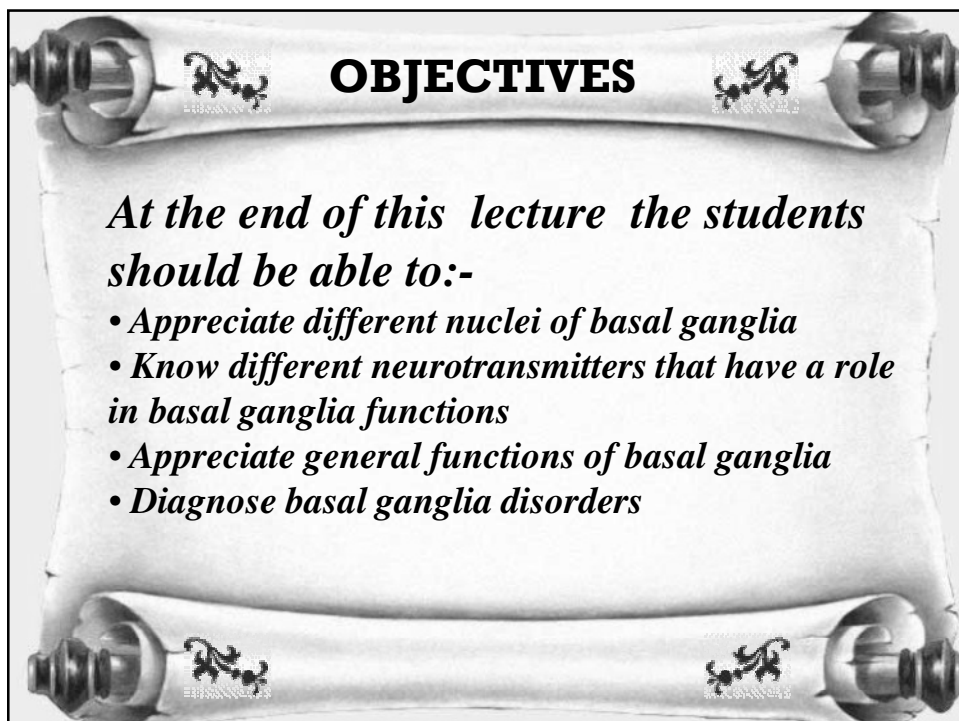 OBJECTIVES
At the end of this lecture the students
should be able to:-
• Appreciate different nuclei of basal ganglia
• Know different neurotransmitters that have a role
in basal ganglia functions
• Appreciate general functions of basal ganglia
• Diagnose basal ganglia disorders